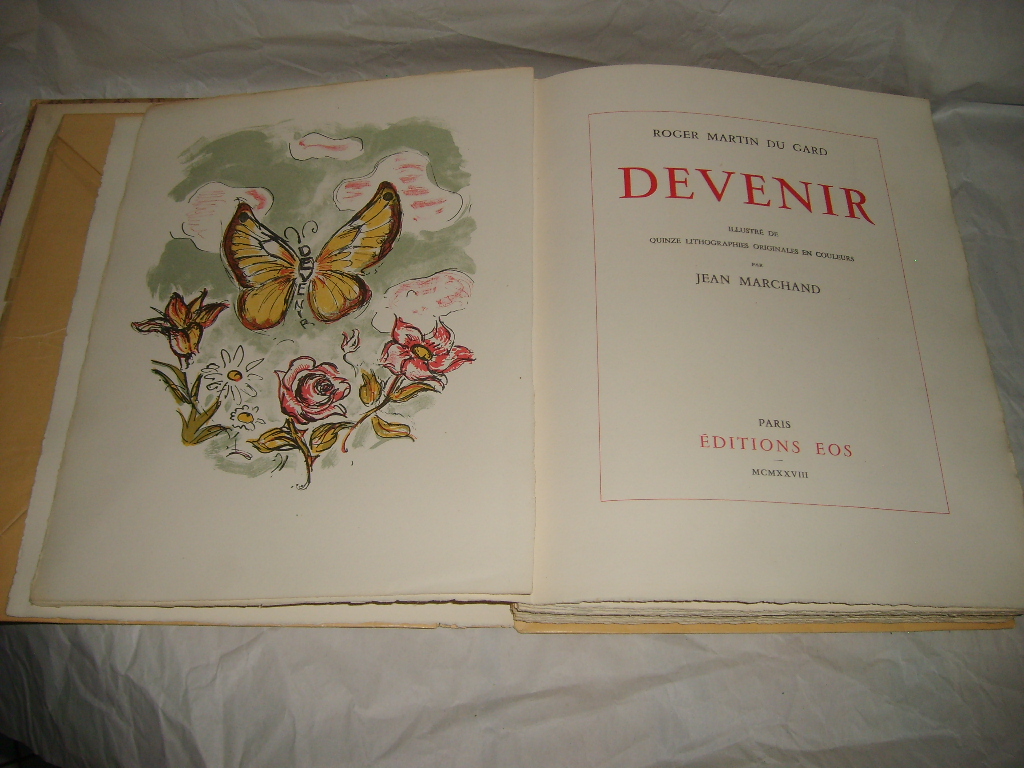 DEVENIR
ROGER MARTIN DU GARD
DEVENIR
ILLUSTRÉ DE
QUINZE LITHOGRAPHIES ORIGINALES EN COULEURS
PAR
JEAN MARCHAND
PARIS
ÉDITIONS EOS
MCMXXVIII